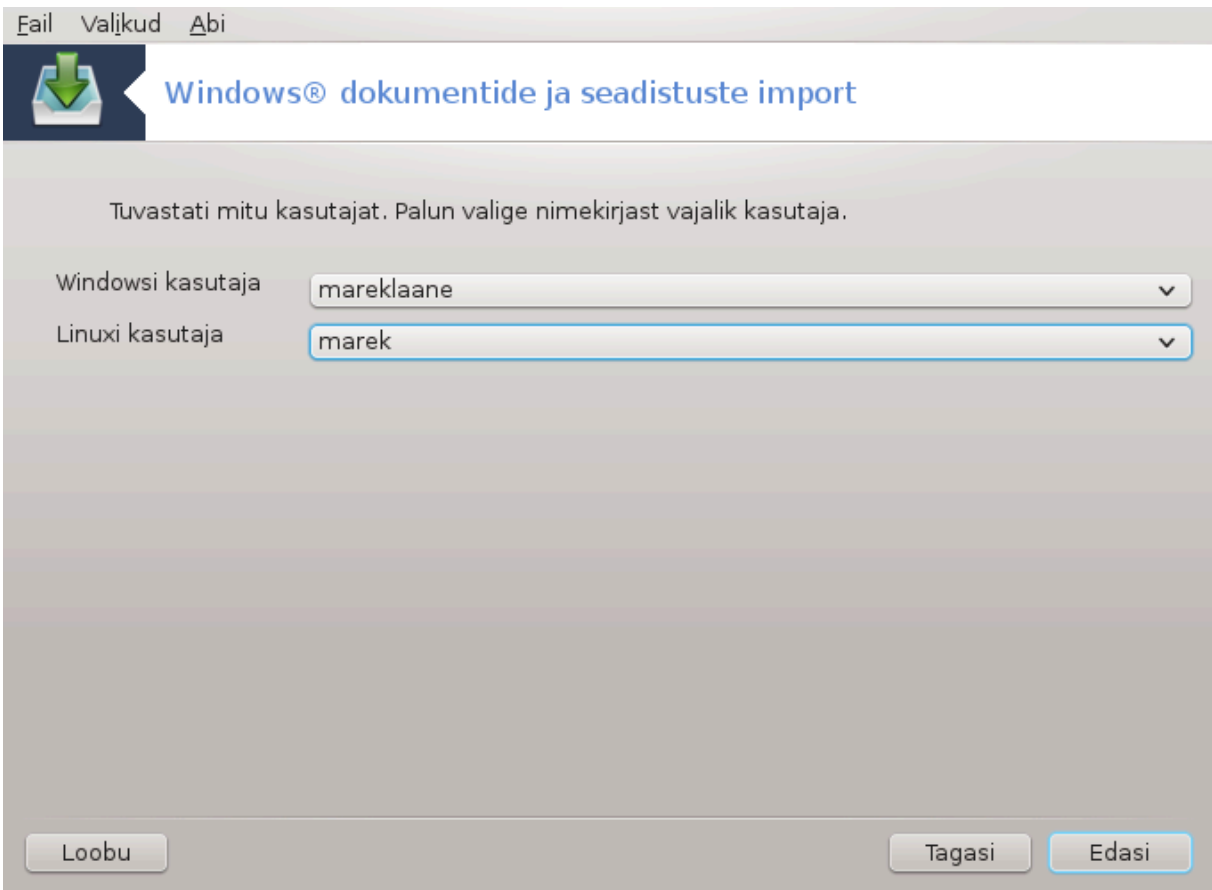 Fail Valikud Abi
Windows® dokumentide ja seadistuste import
Tuvastati mitu kasutajat. Palun valige nimekirjast vajalik kasutaja.
Windowsi kasutaja mareklaane
Linuxi kasutaja marek
Loobu Tagasi Edasi